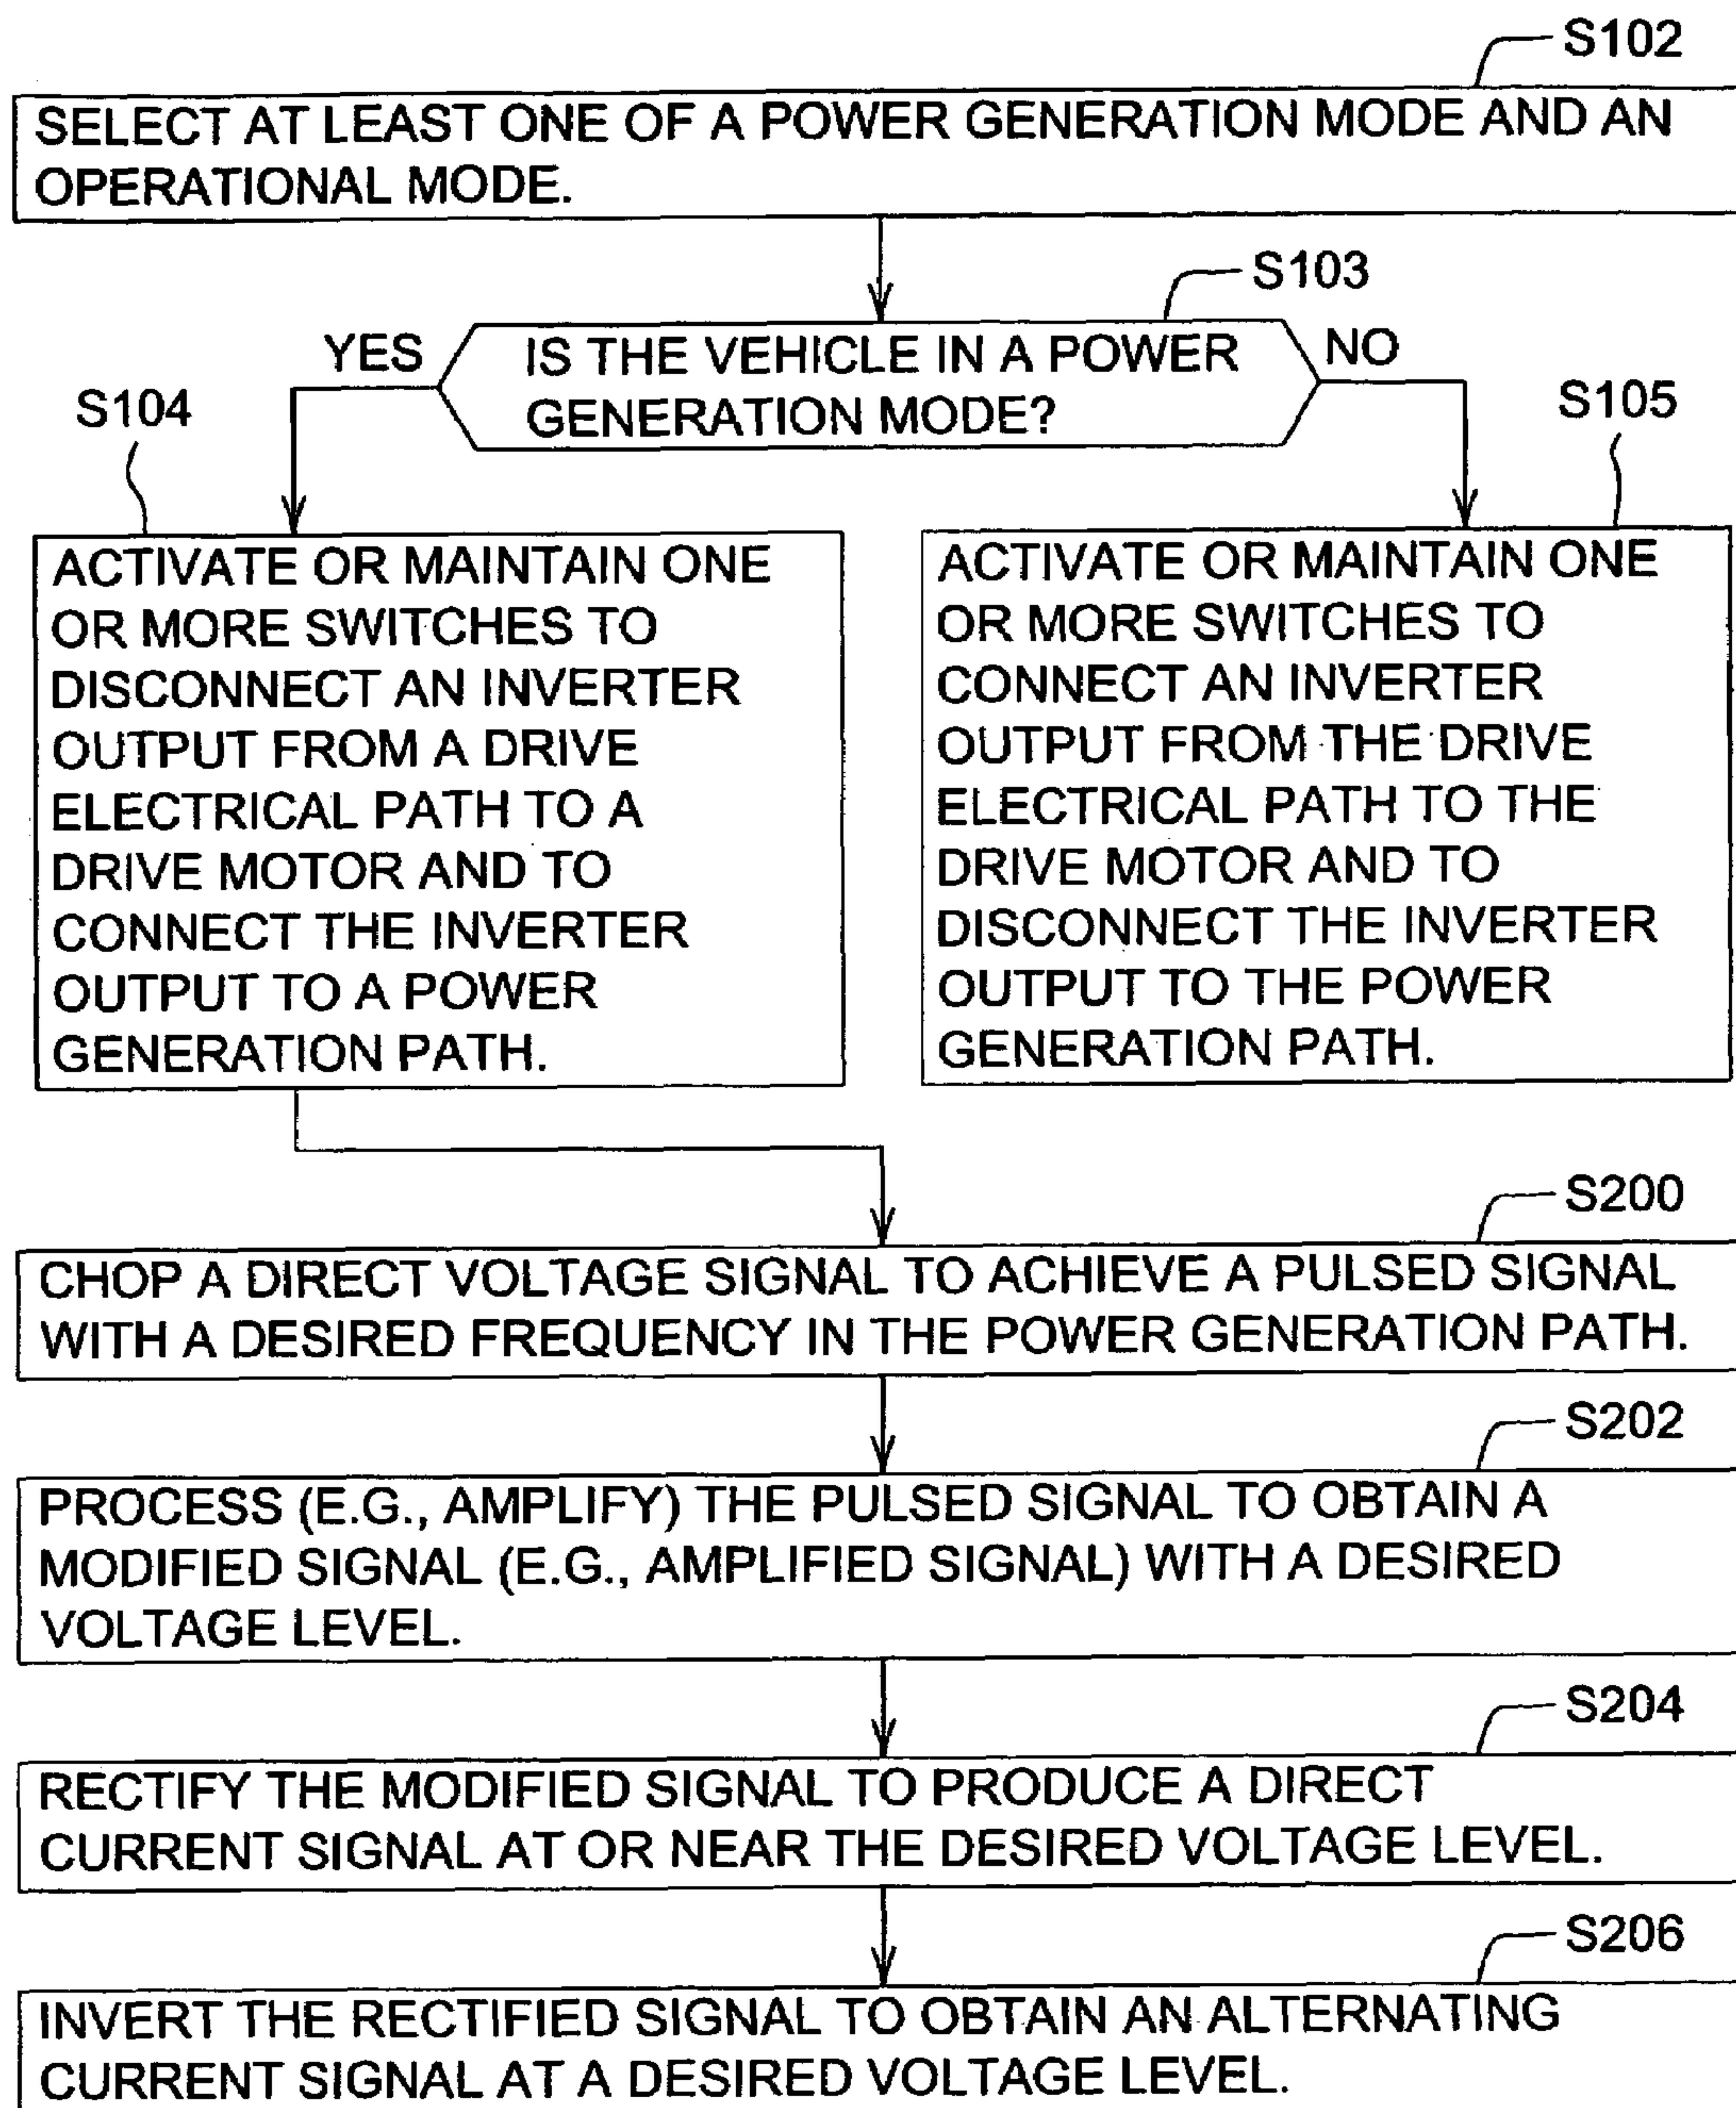 S102
SELECT AT LEAST ONE OF A POWER GENERATION MODE AND AN
OPERATIONAL MODE.
S103
YES
IS THE VEHICLE IN A POWER
GENERATION MODE?
NO
S104
S105
ACTIVATE OR MAINTAIN ONE
OR MORE SWITCHES TO
DISCONNECT AN INVERTER
OUTPUT FROM A DRIVE
ELECTRICAL PATH TO A
DRIVE MOTOR AND TO
CONNECT THE INVERTER
OUTPUT TO A POWER
GENERATION PATH.
ACTIVATE OR MAINTAIN ONE
OR MORE SWITCHES TO
CONNECT AN INVERTER
OUTPUT FROM THE DRIVE
ELECTRICAL PATH TO THE
DRIVE MOTOR AND TO
DISCONNECT THE INVERTER
OUTPUT TO THE POWER
GENERATION PATH.
S200
CHOP A DIRECT VOLTAGE SIGNAL TO ACHIEVE A PULSED SIGNAL
WITH A DESIRED FREQUENCY IN THE POWER GENERATION PATH.
S202
PROCESS (E.G., AMPLIFY) THE PULSED SIGNAL TO OBTAIN A
MODIFIED SIGNAL (E.G., AMPLIFIED SIGNAL) WITH A DESIRED
VOLTAGE LEVEL.
S204
RECTIFY THE MODIFIED SIGNAL TO PRODUCE A DIRECT
CURRENT SIGNAL AT OR NEAR THE DESIRED VOLTAGE LEVEL.
S206
INVERT THE RECTIFIED SIGNAL TO OBTAIN AN ALTERNATING
CURRENT SIGNAL AT A DESIRED VOLTAGE LEVEL.